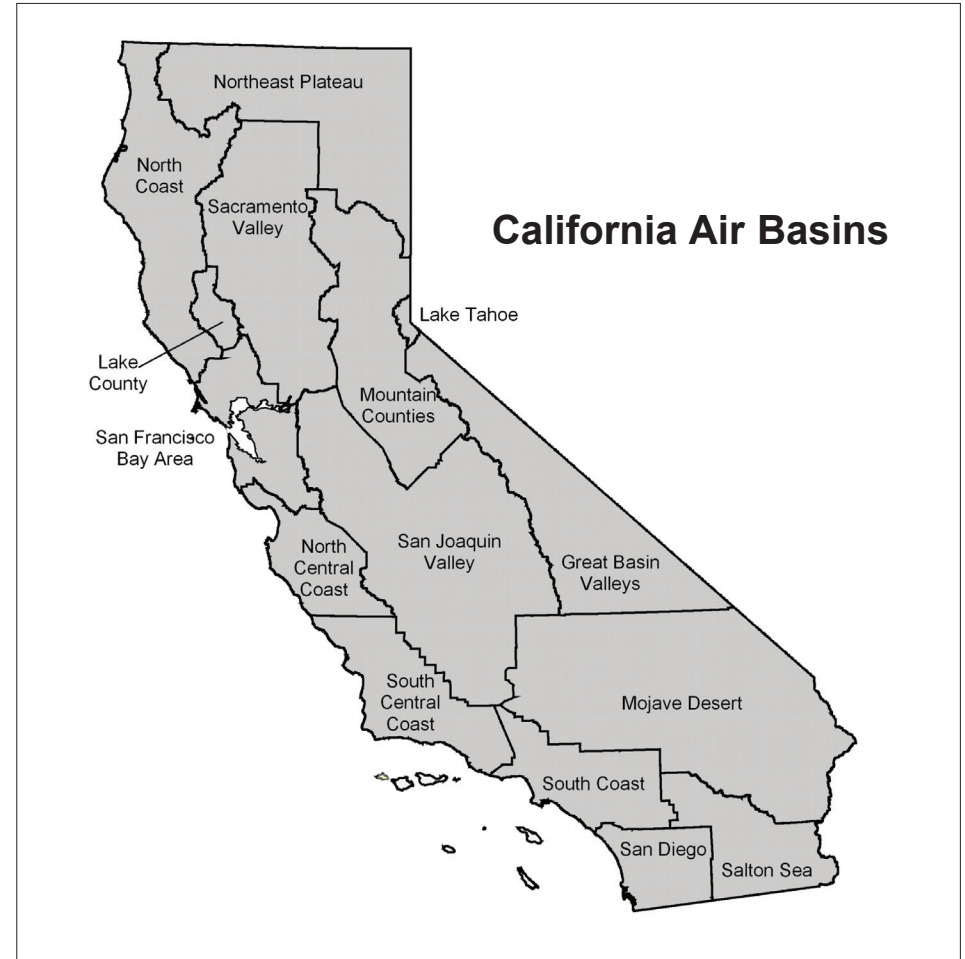 Northeast Plateau
North
Coast
Sacramento
Valley
California Air Basins
Lake Tahoe
Lake
County
Mountain
Counties
San Francisco
Bay Area
North
Central
Coast
San Joaquin
Valley
Great Basin
Valleys
South
Central
Coast
Mojave Desert
South Coast
San Diego
Salton Sea